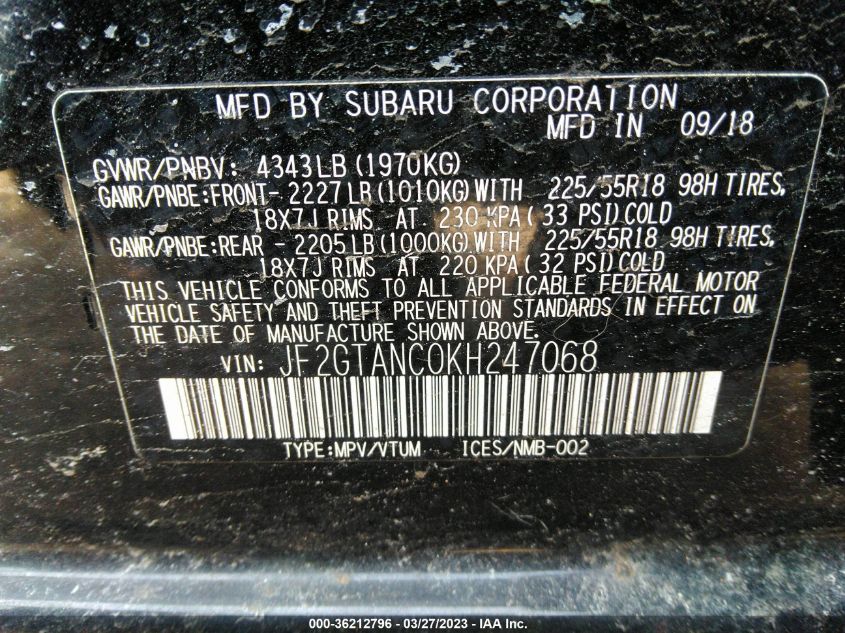 MFD BY SUBARU CORPORATION
MFD IN 09/18
GVWR/PNBV: 4343LB (1970KG)
GAWR/PNBE:FRONT- 2227LB (1010KG) WITH 225/55R18 98H TIRES,
18X7J RIMS AT 230 KPA ( 33 PSI) COLD
GAWR/PNBE:REAR - 2205LB (1000KG) WITH 225/55R18 98H TIRES,
18X7J RIMS AT 220 KPA ( 32 PSI) COLD
THIS VEHICLE CONFORMS TO ALL APPLICABLE FEDERAL MOTOR
VEHICLE SAFETY AND THEFT PREVENTION STANDARDS IN EFFECT ON
THE DATE OF MANUFACTURE SHOWN ABOVE.
VIN: JF2GTANC0KH247068
TYPE:MPV/VTUM ICES/NMB-002
000-36212796 - 03/27/2023 - IAA Inc.